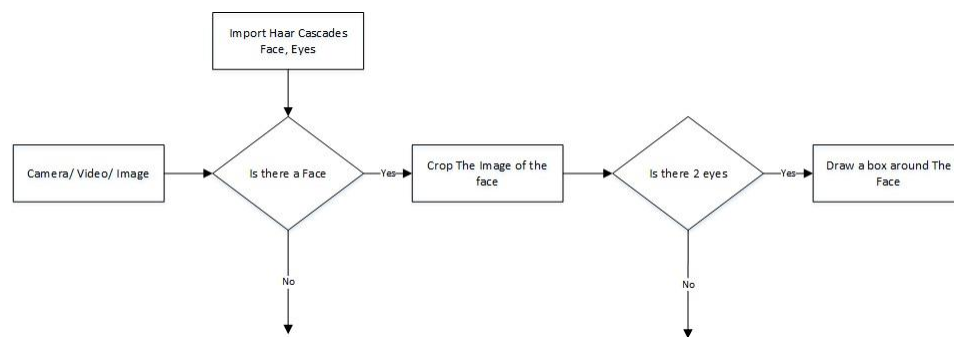 Import Haar Cascades
Face, Eyes
Camera/ Video/ Image
Is there a Face
Yes
Crop The Image of the
face
Is there 2 eyes
Yes
Draw a box around The
Face
No
No